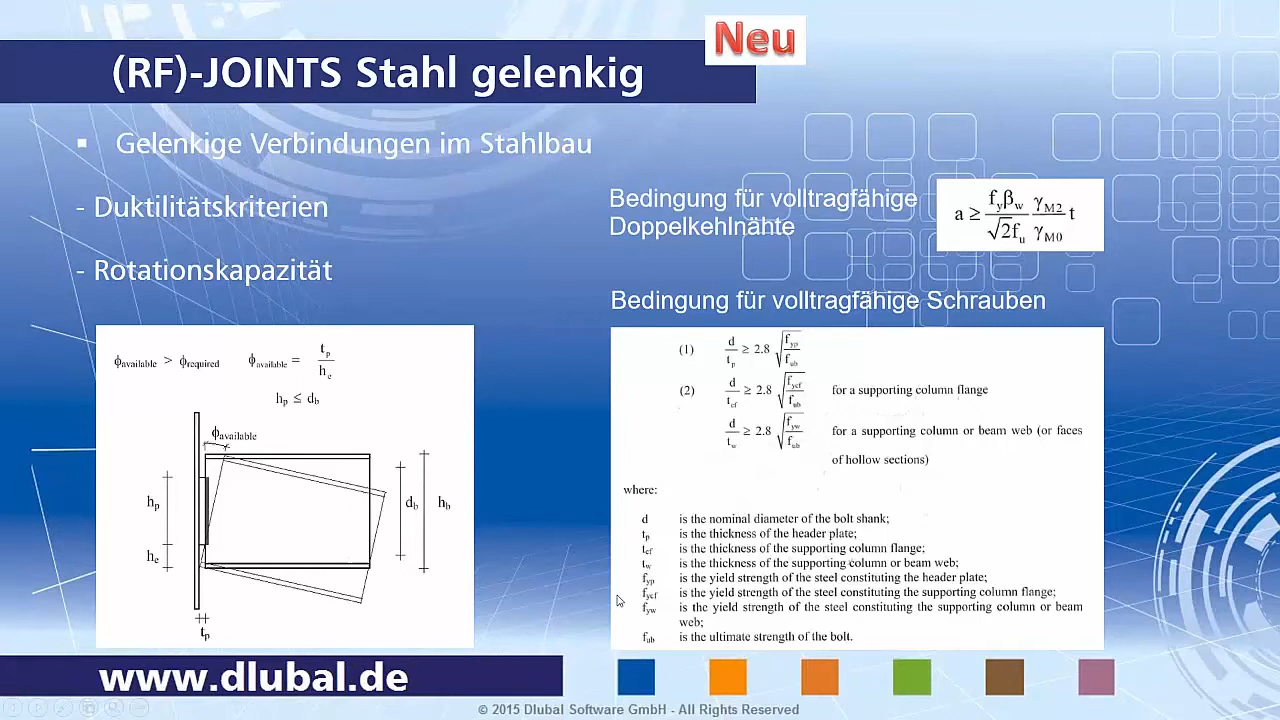 Neu
(RF)-JOINTS Stahl gelenkig
▪ Gelenkige Verbindungen im Stahlbau
- Duktilitätskriterien
- Rotationskapazität
ϕavailable > ϕrequired ϕavailable = tp / he
hp ≤ db
ϕavailable
hp
he
db
hb
tp
Bedingung für volltragfähige
Doppelkehlnähte
a ≥ fyβw / √2fu γM2 / γM0 t
Bedingung für volltragfähige Schrauben
(1) d / tp ≥ 2.8 √fyp / fub
(2) d / tcf ≥ 2.8 √fycf / fub for a supporting column flange
d / tw ≥ 2.8 √fyw / fub for a supporting column or beam web (or faces
of hollow sections)
where:
d is the nominal diameter of the bolt shank;
tp is the thickness of the header plate;
tcf is the thickness of the supporting column flange;
tw is the thickness of the supporting column or beam web;
fyp is the yield strength of the steel constituting the header plate;
fycf is the yield strength of the steel constituting the supporting column flange;
fyw is the yield strength of the steel constituting the supporting column or beam
web;
fub is the ultimate strength of the bolt.
www.dlubal.de
© 2015 Dlubal Software GmbH - All Rights Reserved